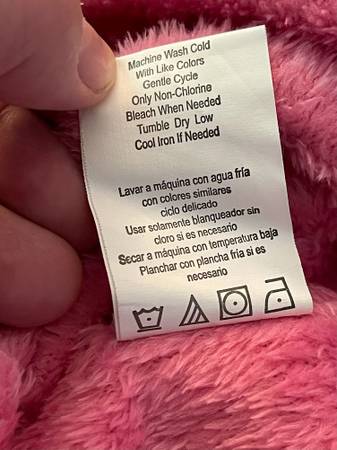 Machine Wash Cold
With Like Colors
Gentle Cycle
Only Non-Chlorine
Bleach When Needed
Tumble Dry Low
Cool Iron If Needed
Lavar a máquina con agua fría
con colores similares
ciclo delicado
Usar solamente blanqueador sin
cloro si es necesario
Secar a máquina con temperatura baja
Planchar con plancha fría si es
necesario